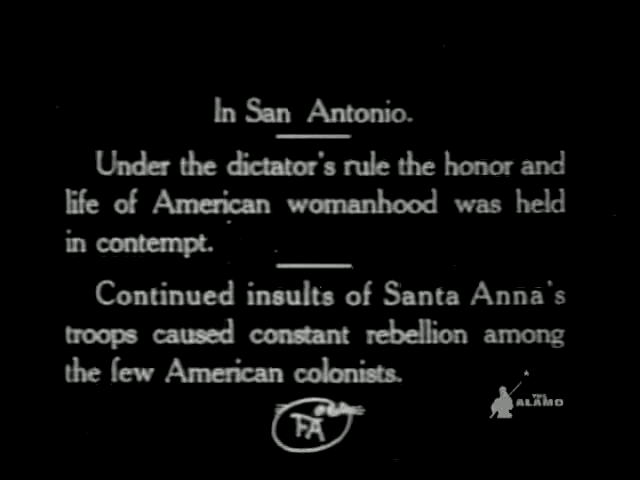 In San Antonio.
Under the dictator's rule the honor and
life of American womanhood was held
in contempt.
Continued insults of Santa Anna's
troops caused constant rebellion among
the few American colonists.
FA
THE
ALAMO